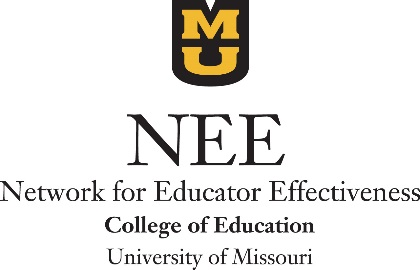 MU
NEE
Network for Educator Effectiveness
College of Education
University of Missouri